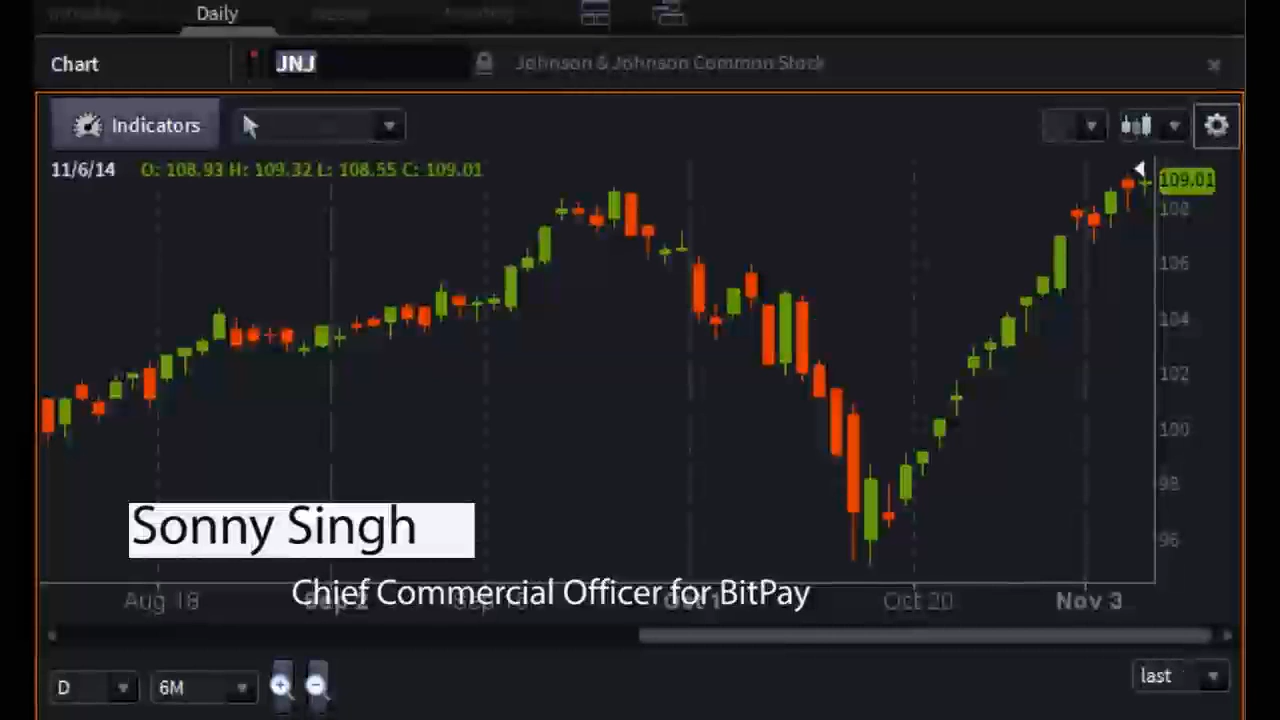 Daily
Chart
JNJ
Johnson & Johnson Common Stock
Indicators
11/6/14 O: 108.93 H: 109.32 L: 108.55 C: 109.01
109.01
108
106
104
102
100
98
96
Sonny Singh
Chief Commercial Officer for BitPay
Aug 18
Oct 20
Nov 3
D
6M
last